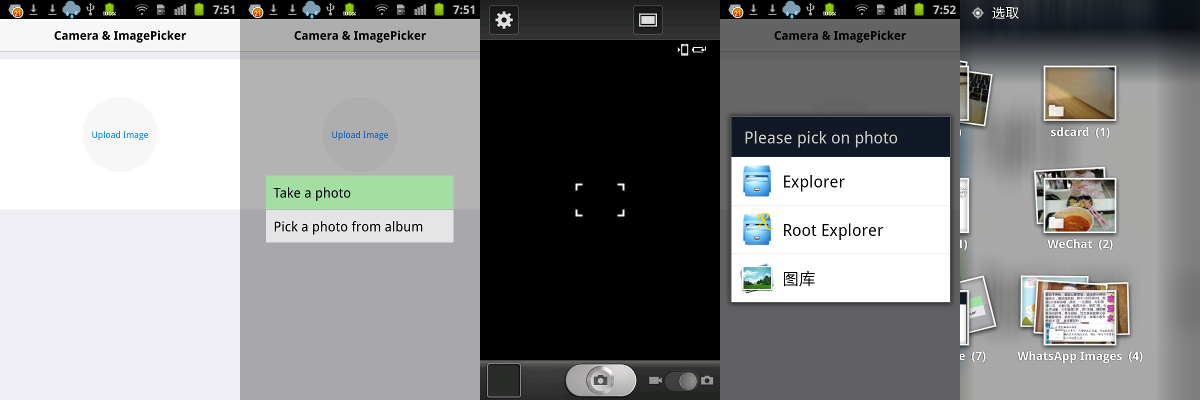 7:51
Camera & ImagePicker
Upload Image
7:51
Camera & ImagePicker
Upload Image
Take a photo
Pick a photo from album
7:52
Camera & ImagePicker
Please pick on photo
Explorer
Root Explorer
图库
选取
sdcard (1)
WeChat (2)
e (7)
WhatsApp Images (4)